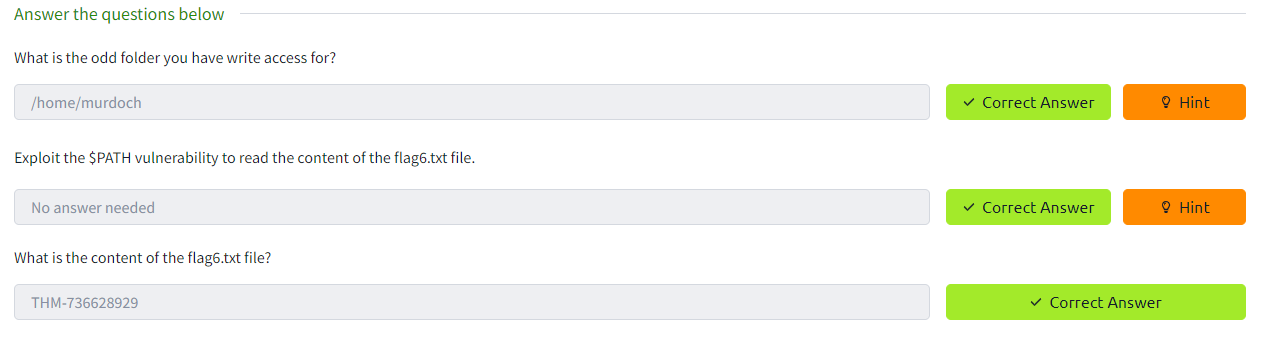 Answer the questions below
What is the odd folder you have write access for?
/home/murdoch Correct Answer Hint
Exploit the $PATH vulnerability to read the content of the flag6.txt file.
No answer needed Correct Answer Hint
What is the content of the flag6.txt file?
THM-736628929 Correct Answer